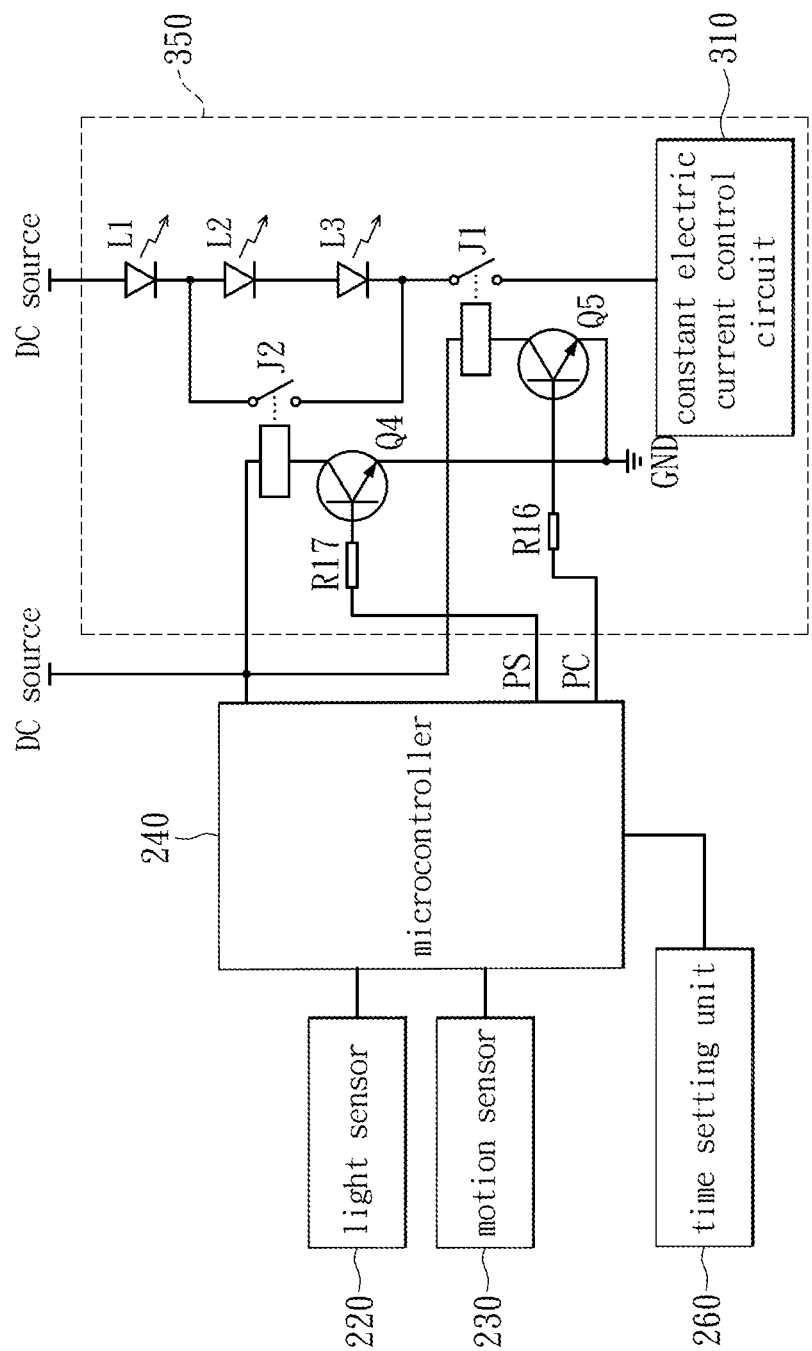 DC source
DC source
350
L1
L2
L3
J2
J1
Q4
Q5
R17
R16
GND
PS
PC
constant electric
current control
circuit
310
240
microcontroller
light sensor
220
motion sensor
230
time setting unit
260